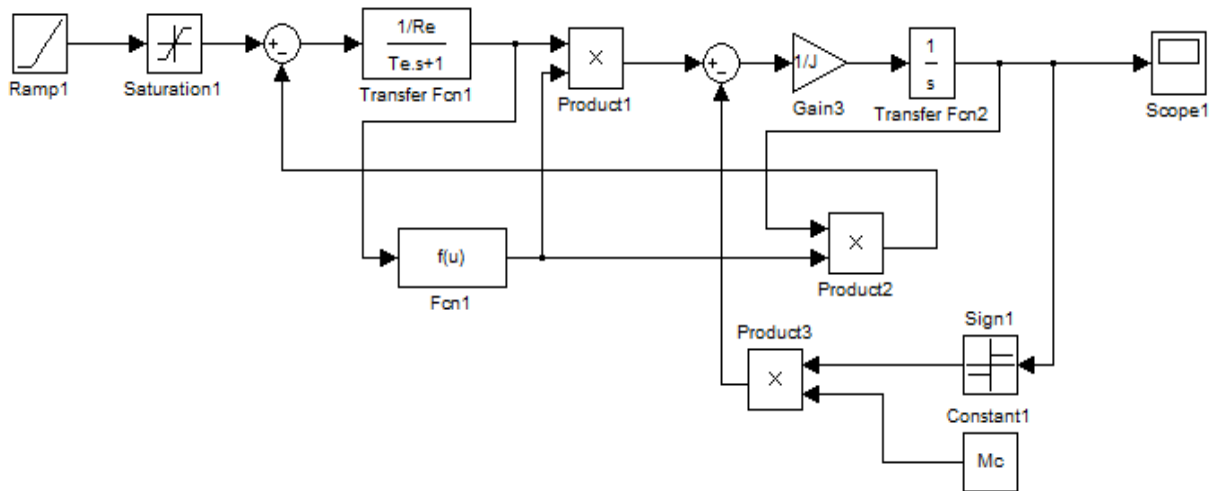 Ramp1
Saturation1
1/Re
Te.s+1
Transfer Fcn1
×
Product1
1/J
Gain3
1
s
Transfer Fcn2
Scope1
f(u)
Fcn1
×
Product2
Product3
×
Sign1
Constant1
Mc